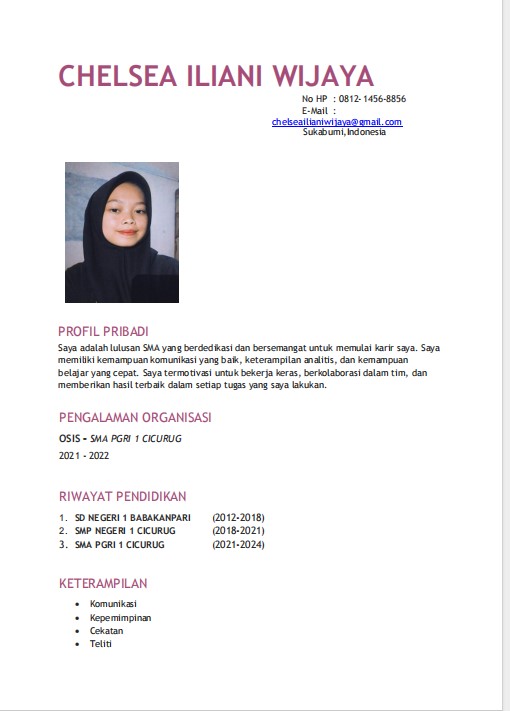 CHELSEA ILIANI WIJAYA
No HP : 0812-1456-8856
E-Mail :
chelseailianiwijaya@gmail.com
Sukabumi,Indonesia
PROFIL PRIBADI
Saya adalah lulusan SMA yang berdedikasi dan bersemangat untuk memulai karir saya. Saya
memiliki kemampuan komunikasi yang baik, keterampilan analitis, dan kemampuan
belajar yang cepat. Saya termotivasi untuk bekerja keras, berkolaborasi dalam tim, dan
memberikan hasil terbaik dalam setiap tugas yang saya lakukan.
PENGALAMAN ORGANISASI
OSIS - SMA PGRI 1 CICURUG
2021 - 2022
RIWAYAT PENDIDIKAN
1. SD NEGERI 1 BABAKANPARI (2012-2018)
2. SMP NEGERI 1 CICURUG (2018-2021)
3. SMA PGRI 1 CICURUG (2021-2024)
KETERAMPILAN
• Komunikasi
• Kepemimpinan
• Cekatan
• Teliti